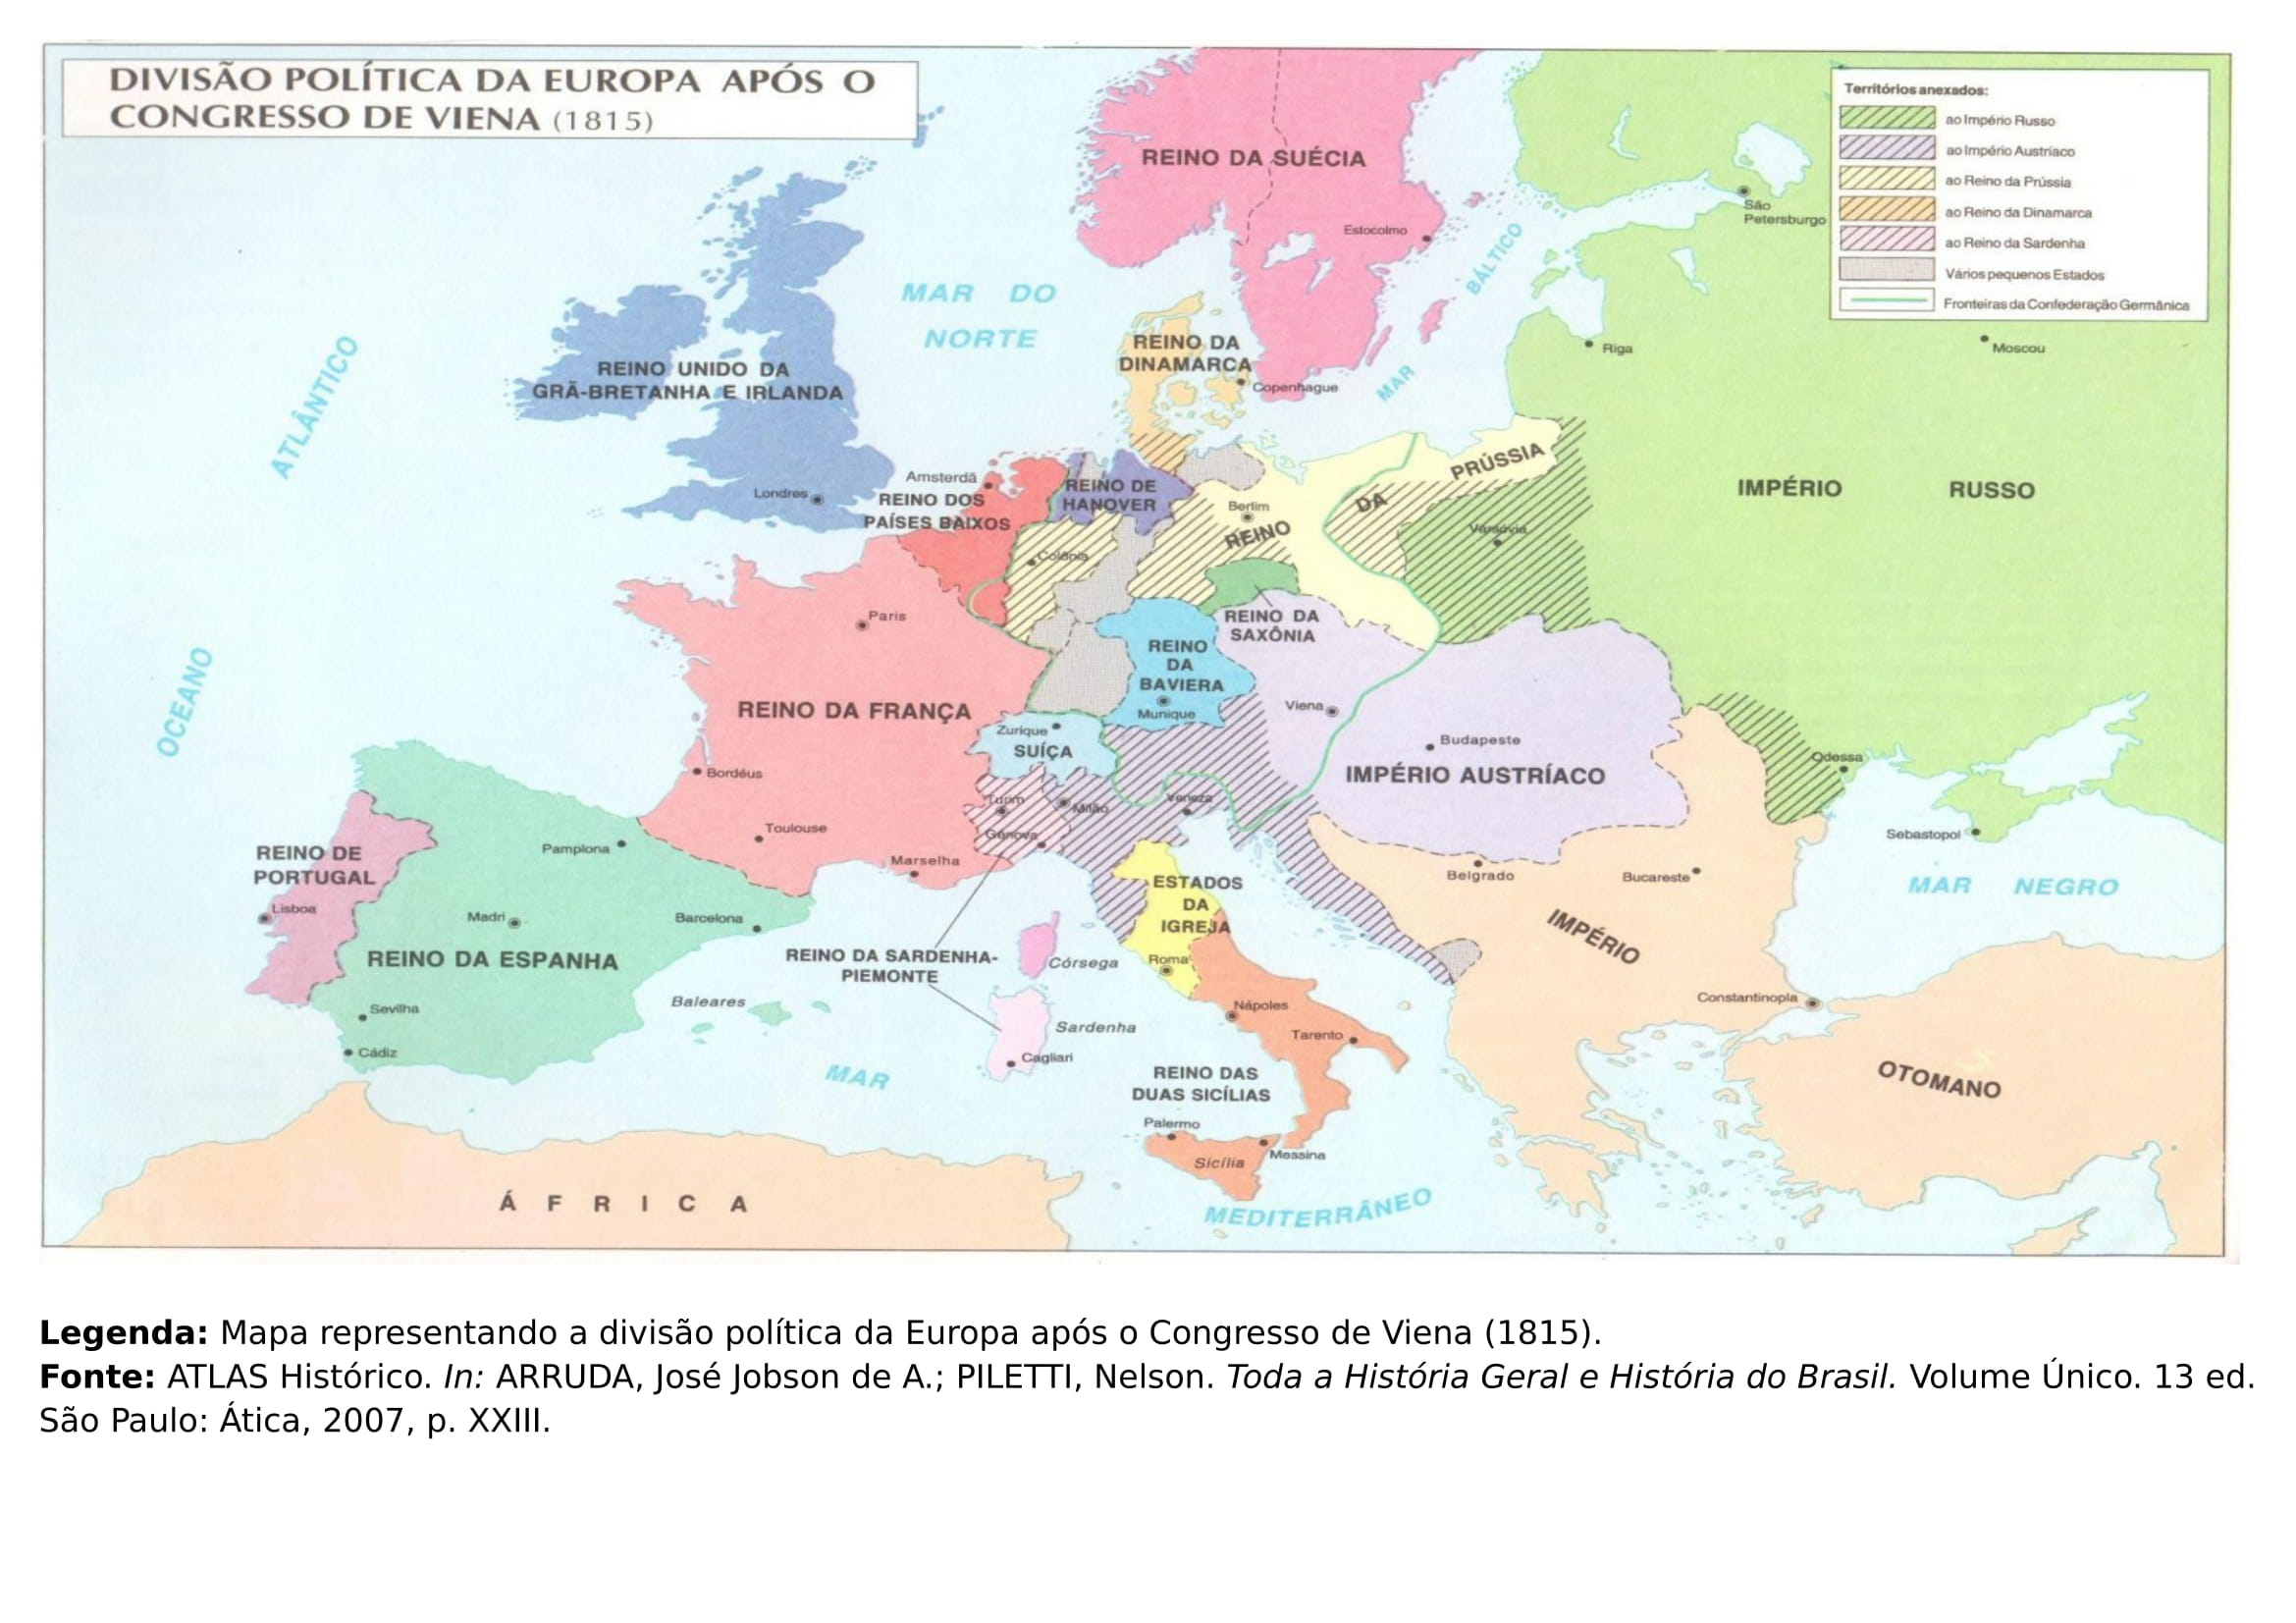 DIVISÃO POLÍTICA DA EUROPA APÓS O
CONGRESSO DE VIENA (1815)
Territórios anexados:
ao Império Russo
ao Império Austríaco
ao Reino da Prússia
ao Reino da Dinamarca
ao Reino da Sardenha
Vários pequenos Estados
Fronteiras da Confederação Germânica
REINO DA SUÉCIA
Estocolmo
São
Petersburgo
MAR BÁLTICO
MAR DO
NORTE
REINO DA
DINAMARCA
Copenhague
Riga
Moscou
REINO UNIDO DA
GRÃ-BRETANHA E IRLANDA
Londres
OCEANO ATLÂNTICO
Amsterdã
REINO DOS
PAÍSES BAIXOS
REINO DE
HANOVER
Berlim
REINO DA PRÚSSIA
Varsóvia
IMPÉRIO RUSSO
Colônia
Paris
REINO DA
SAXÔNIA
REINO
DA
BAVIERA
Munique
REINO DA FRANÇA
Zurique
SUÍÇA
Viena
Budapeste
IMPÉRIO AUSTRÍACO
Odessa
Bordéus
Turim
Milão
Veneza
Gênova
Toulouse
Marselha
Sebastopol
Pamplona
REINO DE
PORTUGAL
Lisboa
Madri
Barcelona
REINO DA ESPANHA
Sevilha
Cádiz
Baleares
REINO DA SARDENHA-
PIEMONTE
Córsega
Sardenha
Cagliari
ESTADOS
DA
IGREJA
Roma
Nápoles
Tarento
REINO DAS
DUAS SICÍLIAS
Palermo
Messina
Sicília
Belgrado
Bucareste
MAR NEGRO
IMPÉRIO OTOMANO
Constantinopla
MAR MEDITERRÂNEO
ÁFRICA
Legenda: Mapa representando a divisão política da Europa após o Congresso de Viena (1815).
Fonte: ATLAS Histórico. In: ARRUDA, José Jobson de A.; PILETTI, Nelson. Toda a História Geral e História do Brasil. Volume Único. 13 ed.
São Paulo: Ática, 2007, p. XXIII.